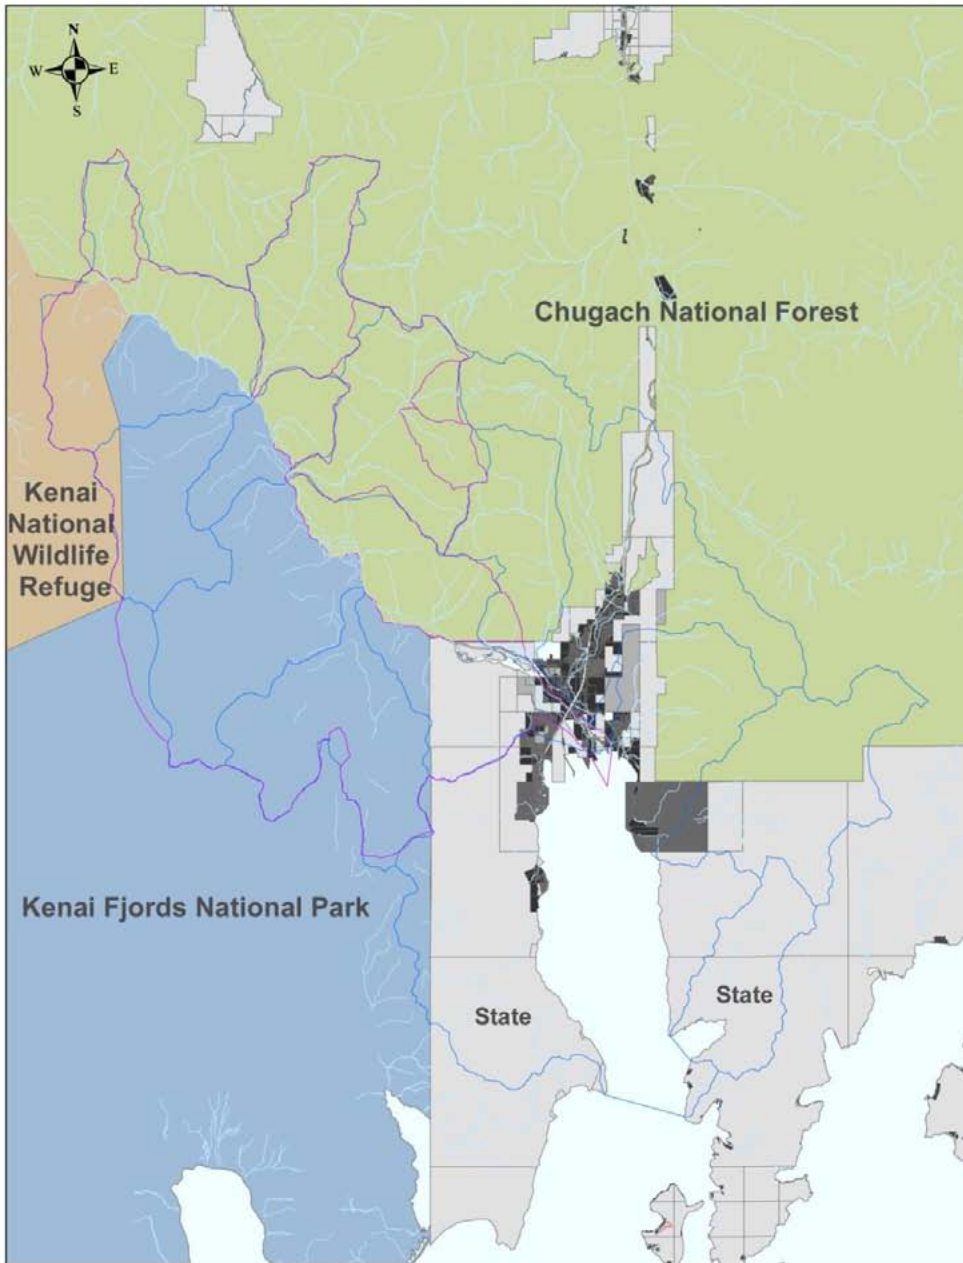 N
W E
S
Chugach National Forest
Kenai
National
Wildlife
Refuge
Kenai Fjords National Park
State
State